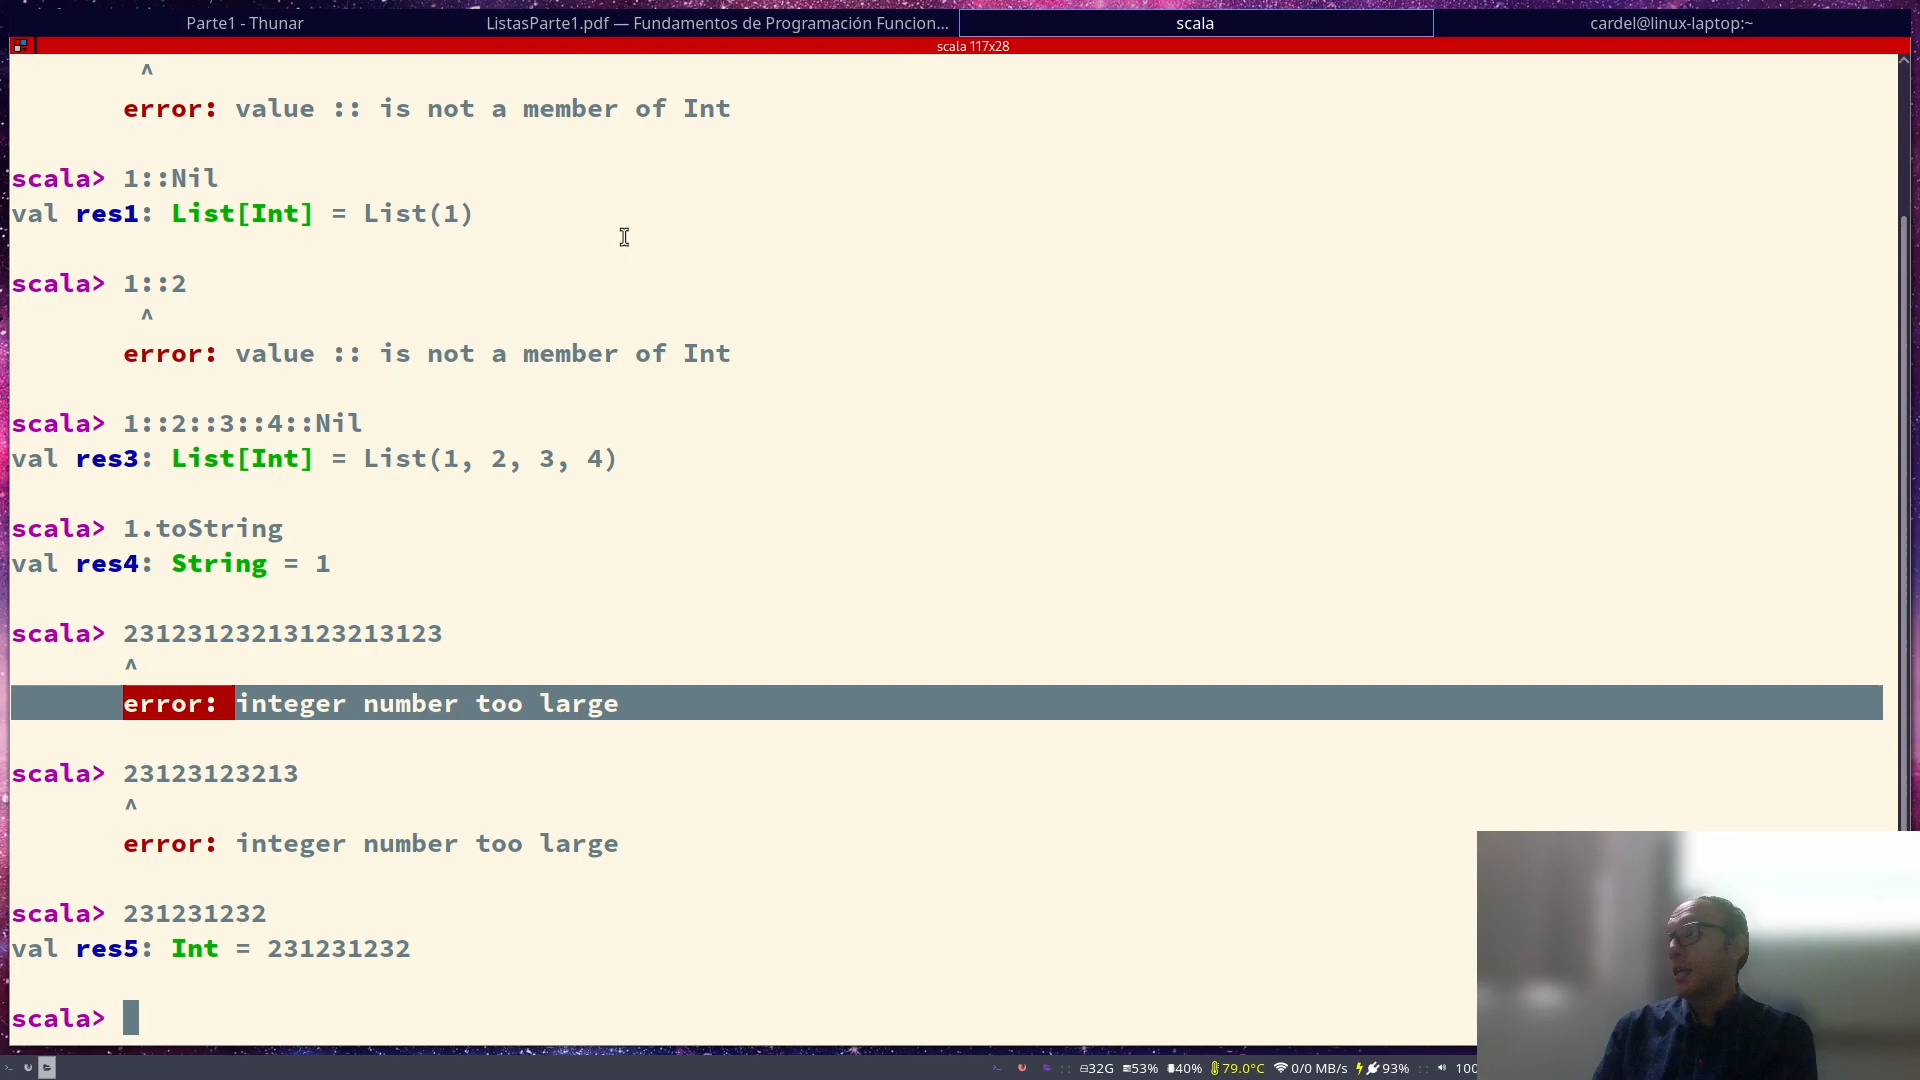 Parte1 - Thunar
ListasParte1.pdf — Fundamentos de Programación Funcion...
scala
cardel@linux-laptop:~
scala 117x28
^
error: value :: is not a member of Int
scala> 1::Nil
val res1: List[Int] = List(1)
scala> 1::2
^
error: value :: is not a member of Int
scala> 1::2::3::4::Nil
val res3: List[Int] = List(1, 2, 3, 4)
scala> 1.toString
val res4: String = 1
scala> 23123123213123213123
^
error: integer number too large
scala> 23123123213
^
error: integer number too large
scala> 231231232
val res5: Int = 231231232
scala>
32G 53% 40% 79.0°C 0/0 MB/s 93% :: 100